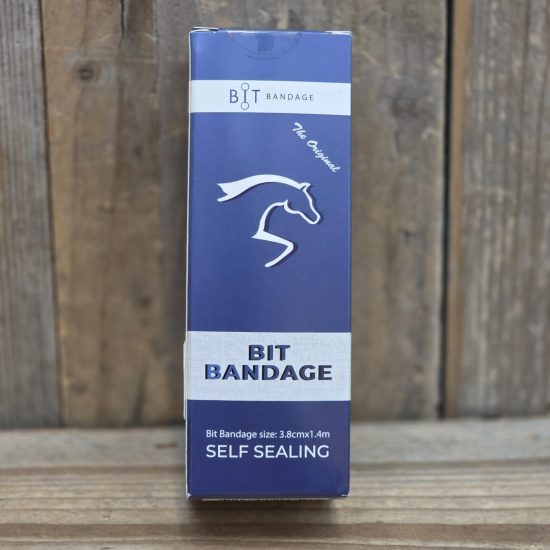 BIT BANDAGE
The Original
BIT
BANDAGE
Bit Bandage size: 3.8cmx1.4m
SELF SEALING